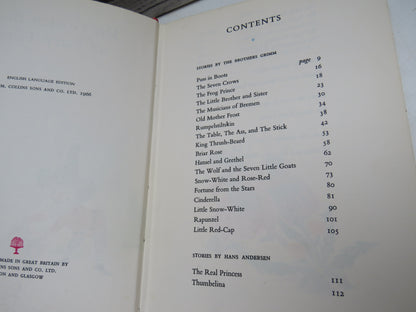 ENGLISH LANGUAGE EDITION
M. COLLINS SONS AND CO. LTD. 1966
MADE IN GREAT BRITAIN BY
NS SONS AND CO. LTD.
ON AND GLASGOW
CONTENTS
STORIES BY THE BROTHERS GRIMM
Puss in Boots page 9
The Seven Crows 16
The Frog Prince 18
The Little Brother and Sister 23
The Musicians of Bremen 30
Old Mother Frost 34
Rumpelstiltskin 38
The Table, The Ass, and The Stick 42
King Thrush-Beard 53
Briar Rose 58
Hansel and Grethel 62
The Wolf and the Seven Little Goats 70
Snow-White and Rose-Red 73
Fortune from the Stars 78
Cinderella 81
Little Snow-White 90
Rapunzel 101
Little Red-Cap 105
STORIES BY HANS ANDERSEN
The Real Princess 111
Thumbelina 112